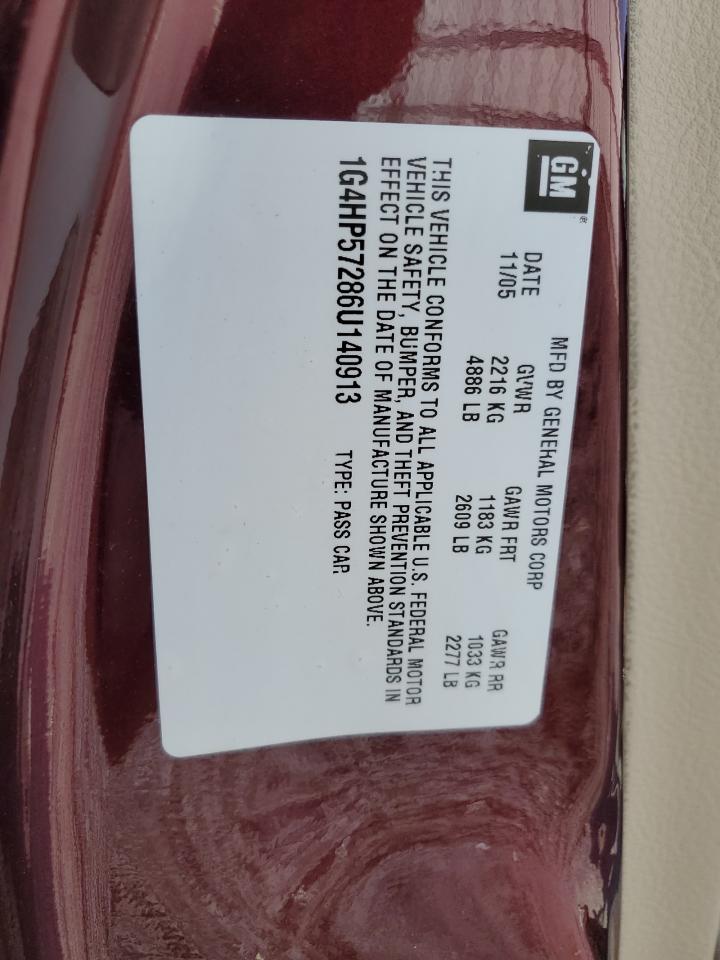 GM®
MFD BY GENERAL MOTORS CORP
DATE GVWR GAWR FRT GAWR RR
11/05 2216 KG 1183 KG 1033 KG
4886 LB 2609 LB 2277 LB
THIS VEHICLE CONFORMS TO ALL APPLICABLE U.S. FEDERAL MOTOR
VEHICLE SAFETY, BUMPER, AND THEFT PREVENTION STANDARDS IN
EFFECT ON THE DATE OF MANUFACTURE SHOWN ABOVE.
1G4HP57286U140913 TYPE: PASS CAR